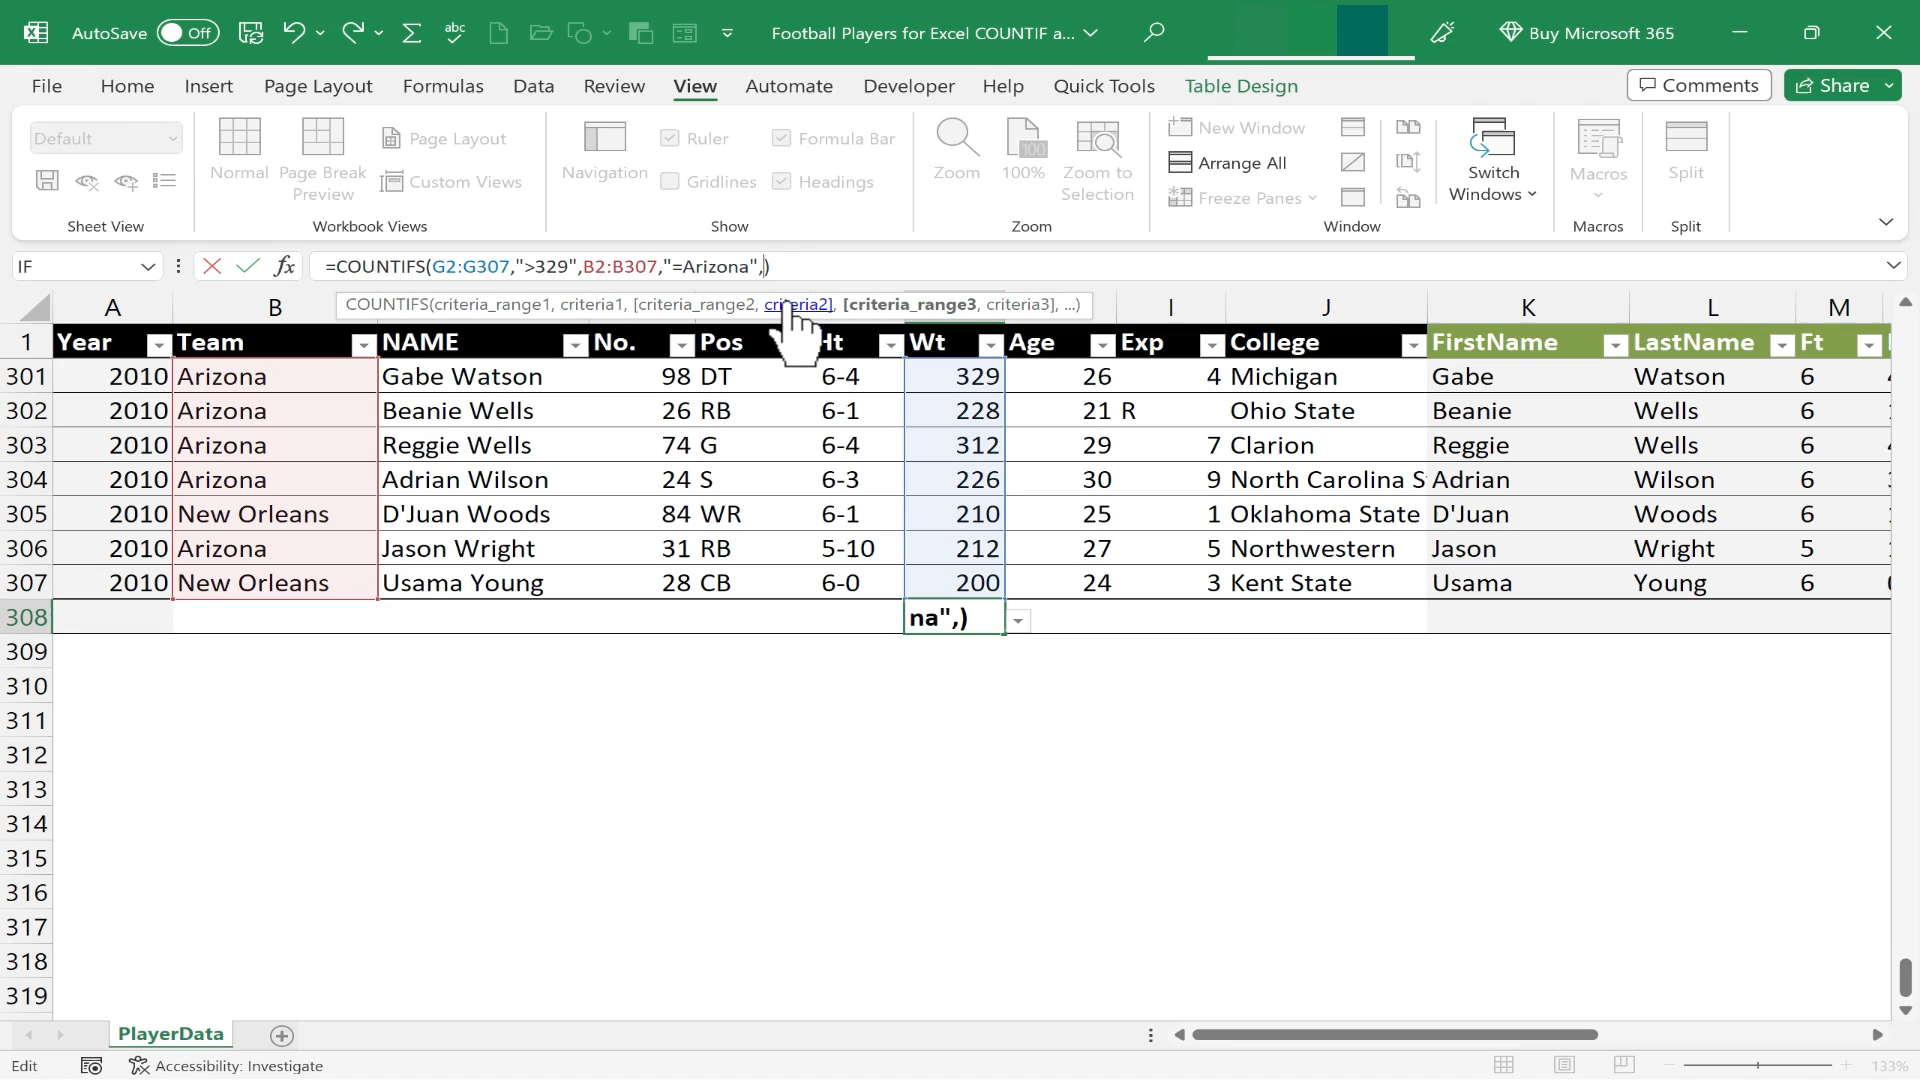 AutoSave Off Football Players for Excel COUNTIF a... Buy Microsoft 365
File Home Insert Page Layout Formulas Data Review View Automate Developer Help Quick Tools Table Design Comments Share
Default Page Layout Ruler Formula Bar New Window
Normal Page Break Preview Custom Views Navigation Gridlines Headings Zoom 100% Zoom to Selection Arrange All Freeze Panes Switch Windows Macros Split
Sheet View Workbook Views Show Zoom Window Macros Split
IF fx =COUNTIFS(G2:G307,">329",B2:B307,"=Arizona",)
COUNTIFS(criteria_range1, criteria1, [criteria_range2, criteria2], [criteria_range3, criteria3], ...)
A B I J K L M
1 Year Team NAME No. Pos Ht Wt Age Exp College FirstName LastName Ft
301 2010 Arizona Gabe Watson 98 DT 6-4 329 26 4 Michigan Gabe Watson 6
302 2010 Arizona Beanie Wells 26 RB 6-1 228 21 R Ohio State Beanie Wells 6
303 2010 Arizona Reggie Wells 74 G 6-4 312 29 7 Clarion Reggie Wells 6
304 2010 Arizona Adrian Wilson 24 S 6-3 226 30 9 North Carolina S Adrian Wilson 6
305 2010 New Orleans D'Juan Woods 84 WR 6-1 210 25 1 Oklahoma State D'Juan Woods 6
306 2010 Arizona Jason Wright 31 RB 5-10 212 27 5 Northwestern Jason Wright 5
307 2010 New Orleans Usama Young 28 CB 6-0 200 24 3 Kent State Usama Young 6
308 na",)
309
310
311
312
313
314
315
316
317
318
319
PlayerData
Edit Accessibility: Investigate 133%